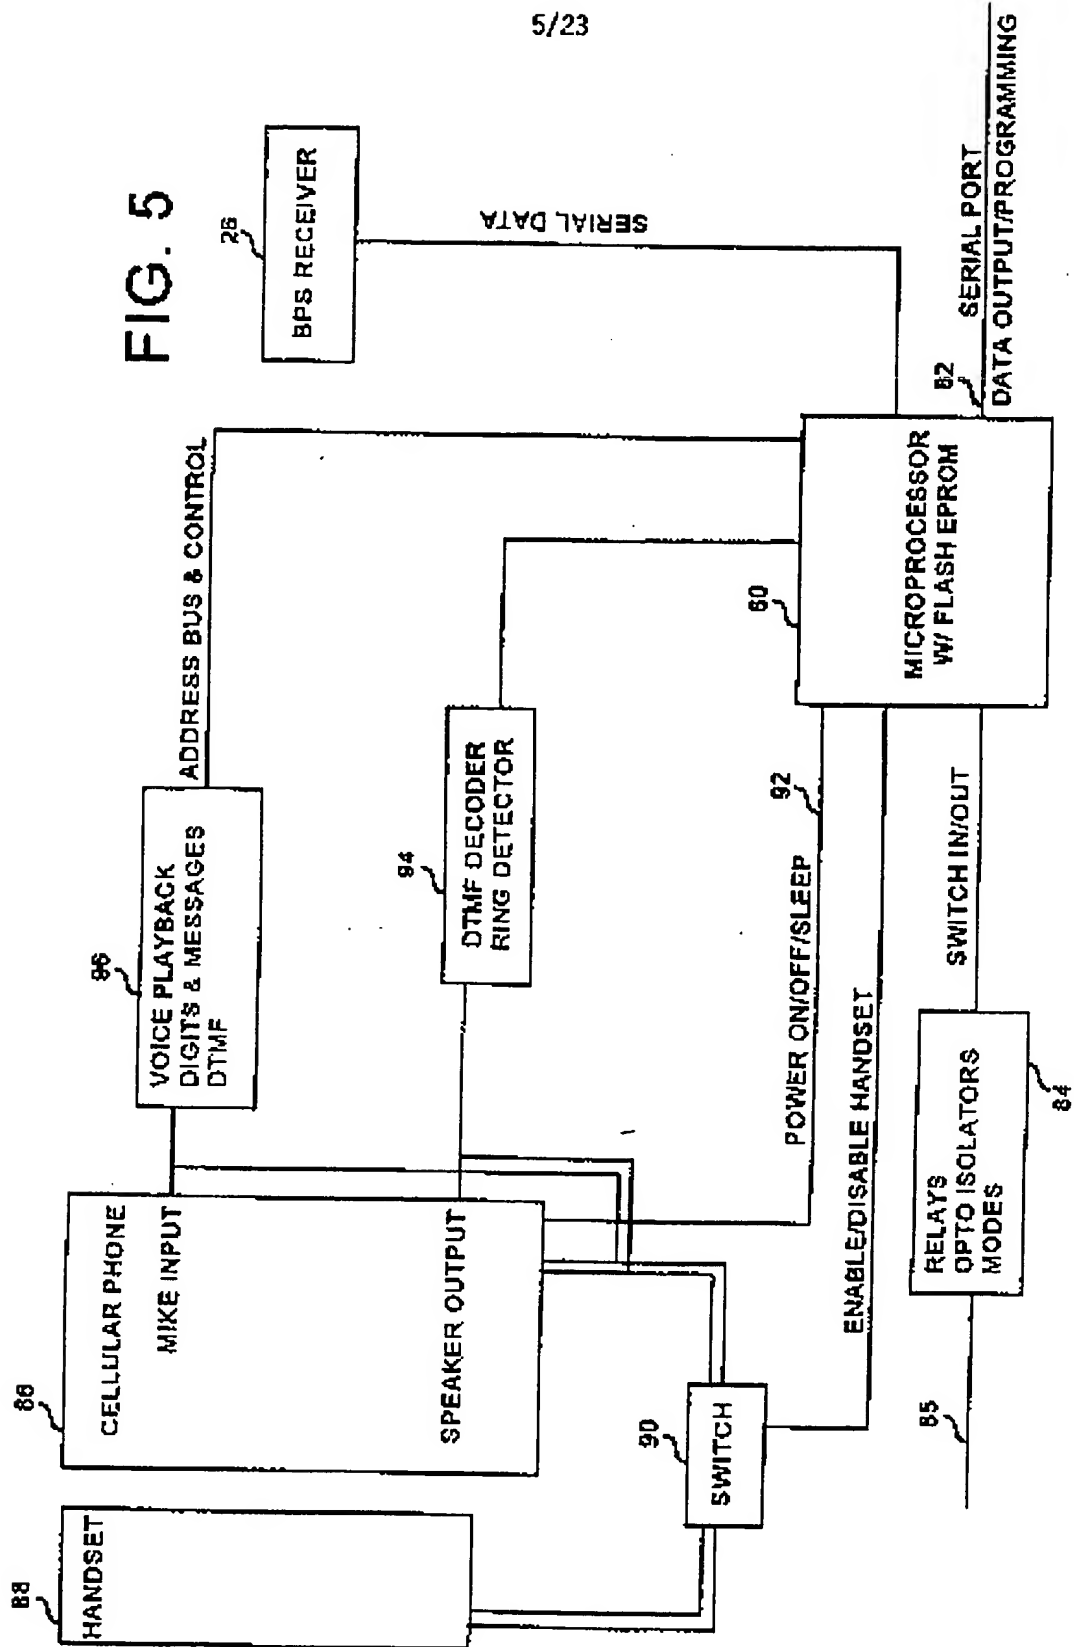 5/23
FIG. 5
26
BPS RECEIVER
SERIAL DATA
ADDRESS BUS & CONTROL
96
VOICE PLAYBACK
DIGITS & MESSAGES
DTMF
94
DTMF DECODER
RING DETECTOR
86
CELLULAR PHONE
MIKE INPUT
SPEAKER OUTPUT
88
HANDSET
90
SWITCH
92
POWER ON/OFF/SLEEP
ENABLE/DISABLE HANDSET
SWITCH IN/OUT
80
MICROPROCESSOR
W/ FLASH EPROM
82
SERIAL PORT
DATA OUTPUT/PROGRAMMING
RELAYS
OPTO ISOLATORS
MODES
84
85